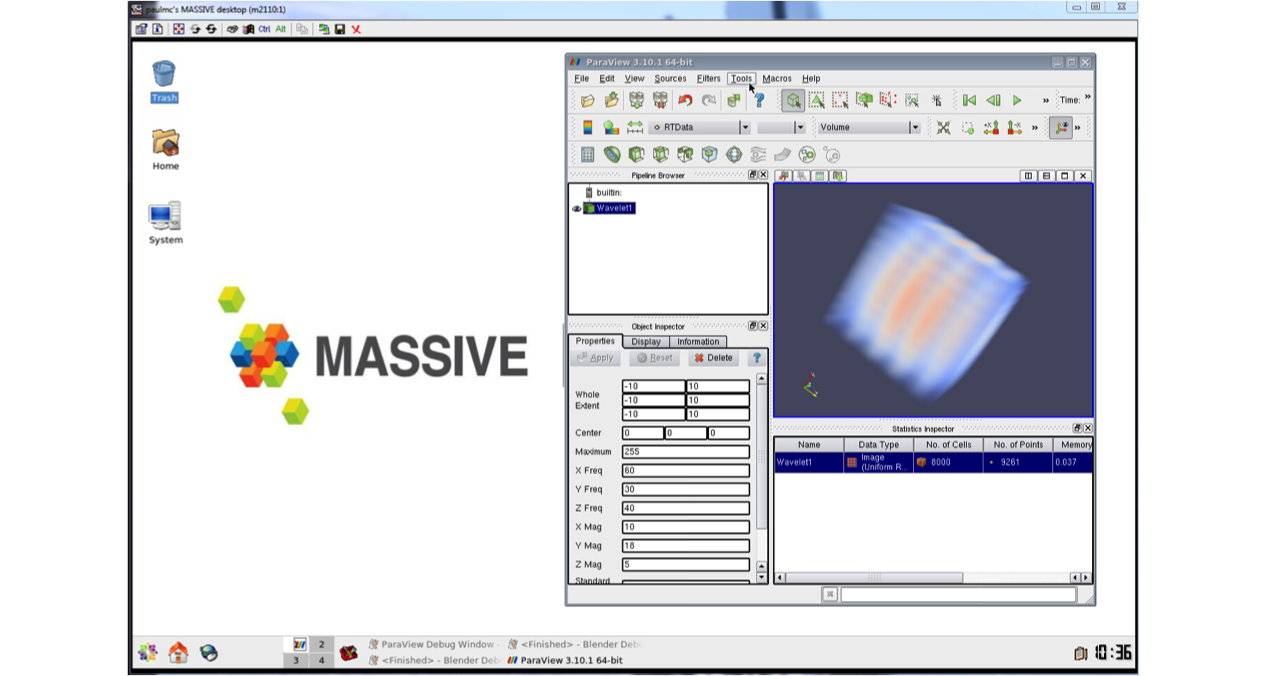 paulmc's MASSIVE desktop (m2110:1)
Ctrl Alt
Trash
Home
System
MASSIVE
ParaView 3.10.1 64-bit
File Edit View Sources Filters Tools Macros Help
Time: »
RTData Volume
Pipeline Browser
builtin:
Wavelet1
Object Inspector
Properties Display Information
Apply Reset Delete ?
Whole Extent
-10 10
-10 10
-10 10
Center 0 0 0
Maximum 255
X Freq 60
Y Freq 30
Z Freq 40
X Mag 10
Y Mag 18
Z Mag 5
Standard
Statistics Inspector
Name Data Type No. of Cells No. of Points Memory
Wavelet1 Image (Uniform R... 8000 9261 0.037
2
3 4
ParaView Debug Window - <Finished> - Blender Deb
<Finished> - Blender Deb ParaView 3.10.1 64-bit
10:36